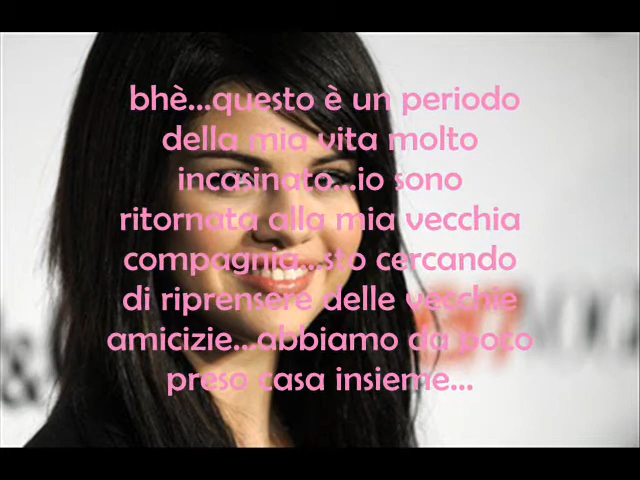 bhè...questo è un periodo
della mia vita molto
incasinato...io sono
ritornata alla mia vecchia
compagnia...sto cercando
di riprensere delle vecchie
amicizie...abbiamo da poco
preso casa insieme...